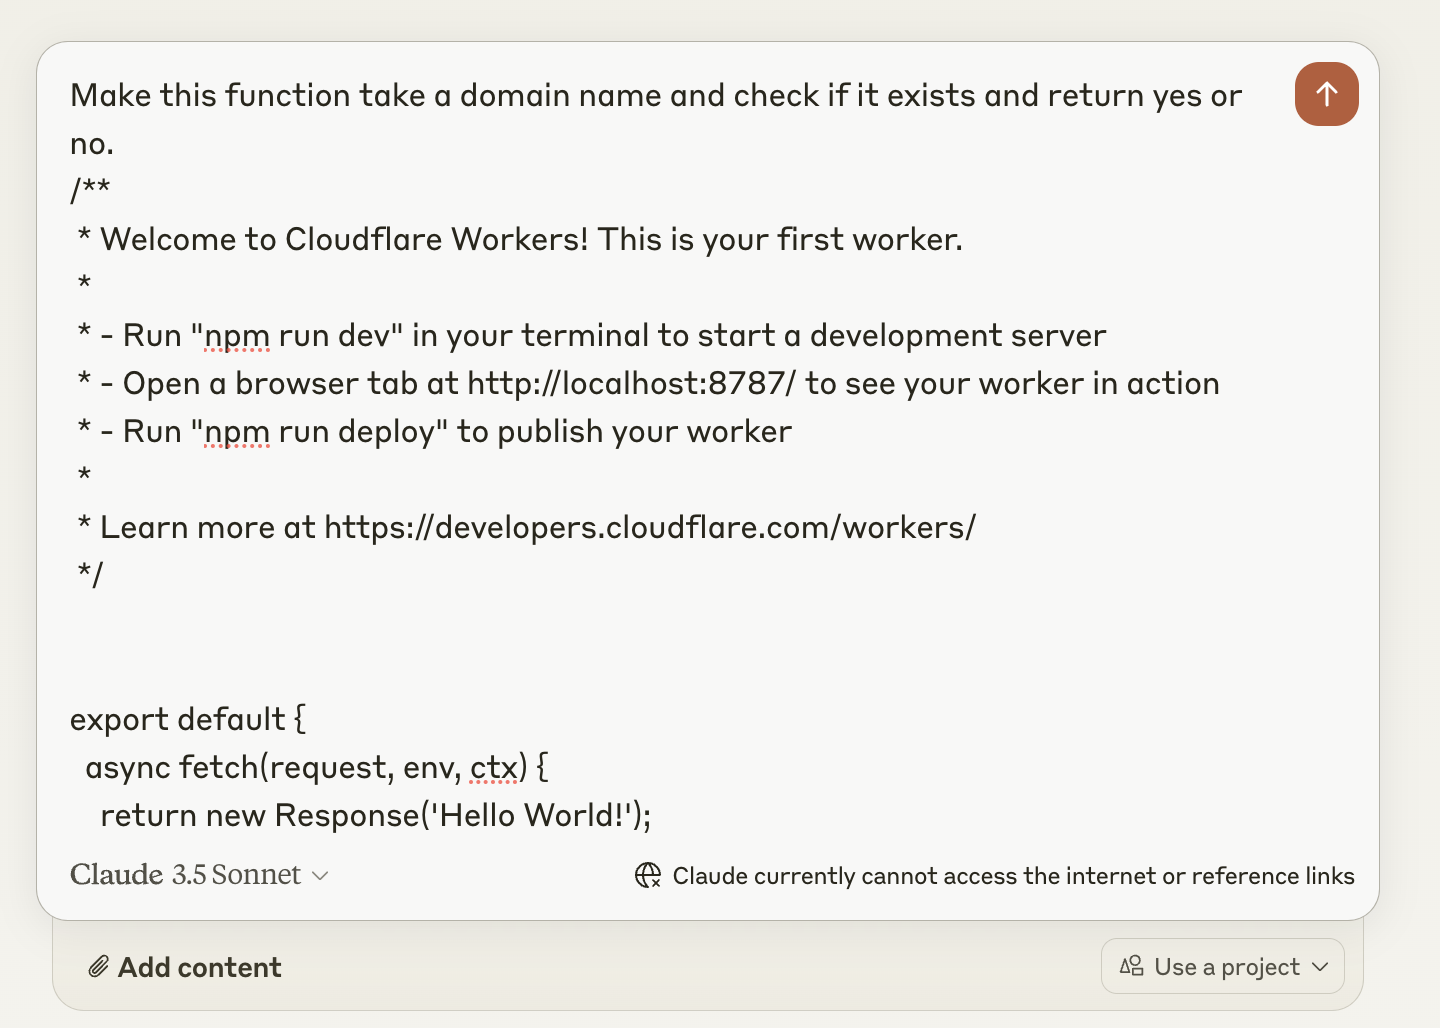 Make this function take a domain name and check if it exists and return yes or
no.
/**
 * Welcome to Cloudflare Workers! This is your first worker.
 *
 * - Run "npm run dev" in your terminal to start a development server
 * - Open a browser tab at http://localhost:8787/ to see your worker in action
 * - Run "npm run deploy" to publish your worker
 *
 * Learn more at https://developers.cloudflare.com/workers/
 */
export default {
  async fetch(request, env, ctx) {
    return new Response('Hello World!');
Claude 3.5 Sonnet
Claude currently cannot access the internet or reference links
Add content
Use a project